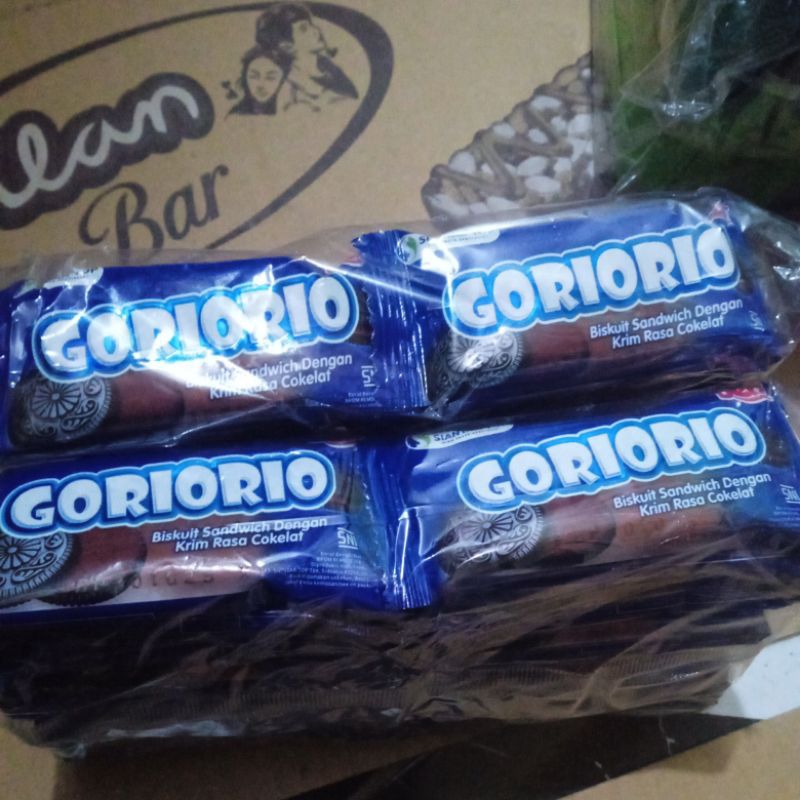 lan
Bar
GORIORIO
Biskuit Sandwich Dengan
Krim Rasa Cokelat
GORIORIO
Biskuit Sandwich Dengan
Krim Rasa Cokelat
GORIORIO
Biskuit Sandwich Dengan
Krim Rasa Cokelat
SNI
GORIORIO
Biskuit Sandwich Dengan
Krim Rasa Cokelat
SNI